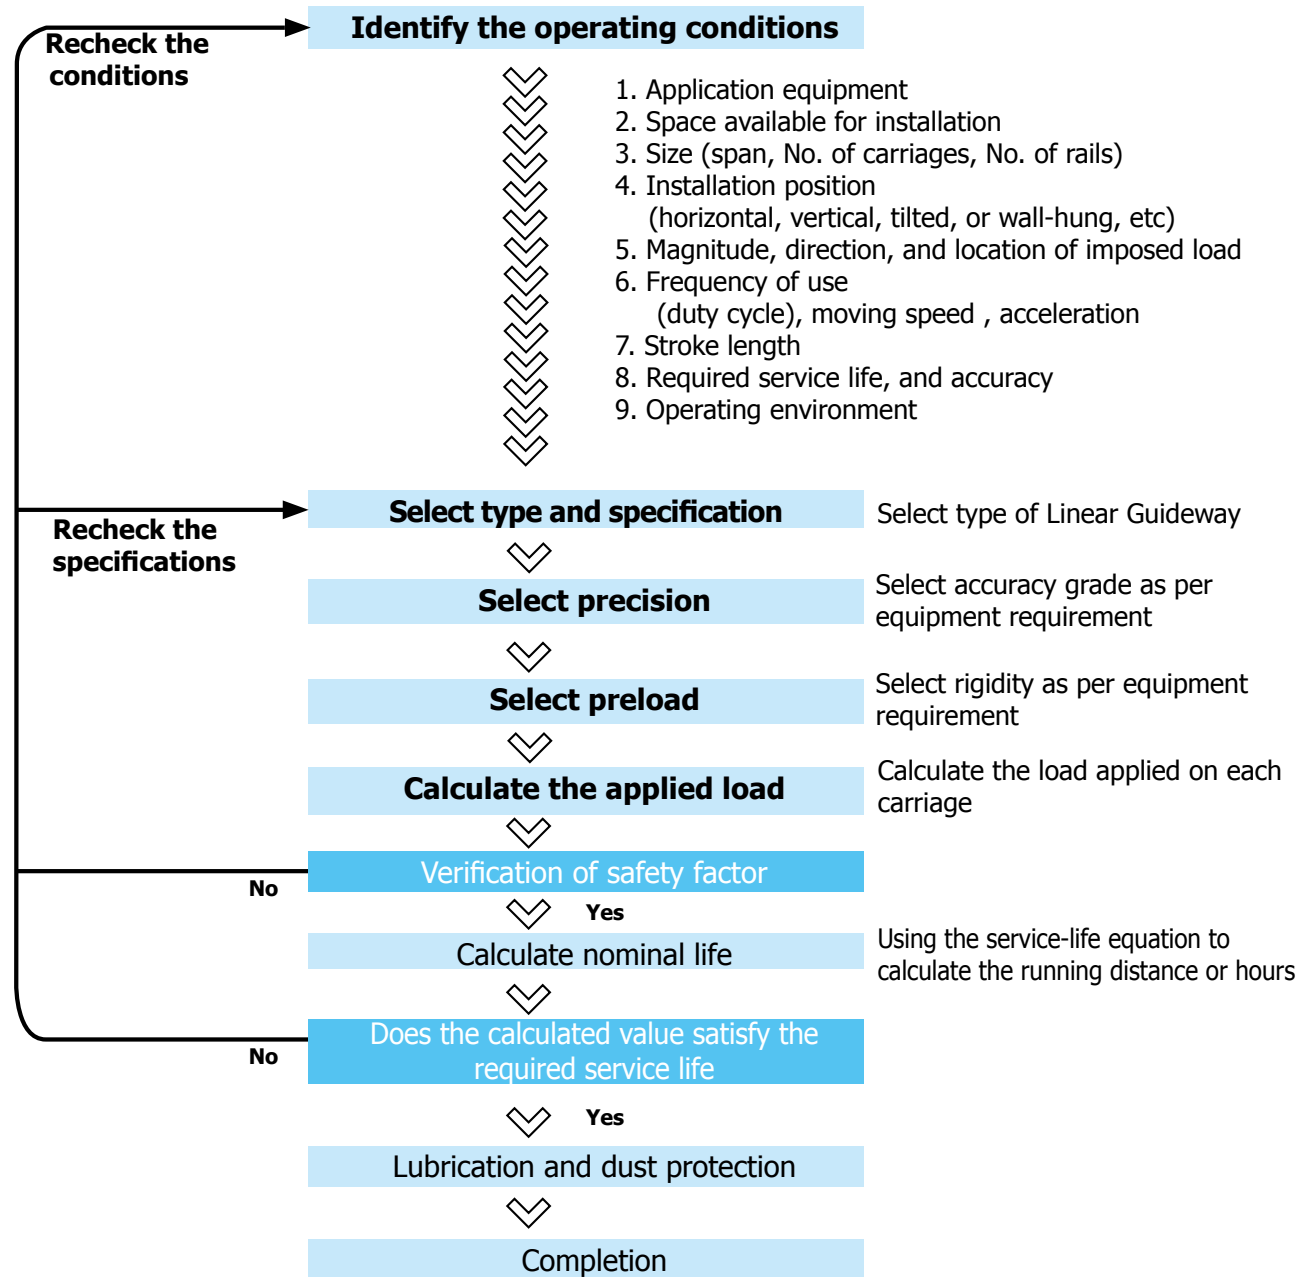 Identify the operating conditions
Recheck the
conditions
1. Application equipment
2. Space available for installation
3. Size (span, No. of carriages, No. of rails)
4. Installation position
(horizontal, vertical, tilted, or wall-hung, etc)
5. Magnitude, direction, and location of imposed load
6. Frequency of use
(duty cycle), moving speed , acceleration
7. Stroke length
8. Required service life, and accuracy
9. Operating environment
Select type and specification
Select type of Linear Guideway
Recheck the
specifications
Select precision
Select accuracy grade as per
equipment requirement
Select preload
Select rigidity as per equipment
requirement
Calculate the applied load
Calculate the load applied on each
carriage
Verification of safety factor
No
Yes
Calculate nominal life
Using the service-life equation to
calculate the running distance or hours
Does the calculated value satisfy the
required service life
No
Yes
Lubrication and dust protection
Completion